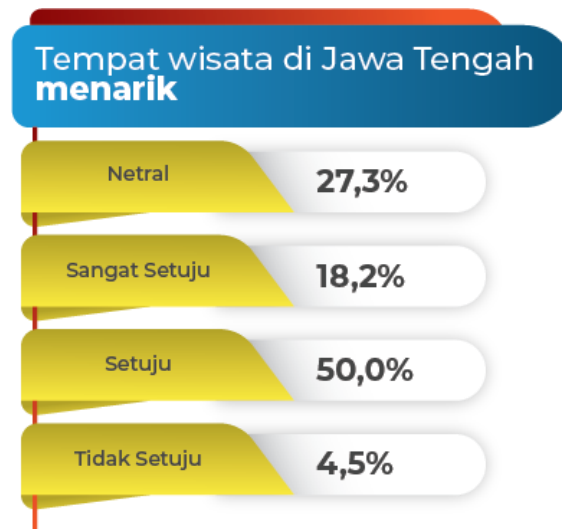 Tempat wisata di Jawa Tengah
menarik
Netral 27,3%
Sangat Setuju 18,2%
Setuju 50,0%
Tidak Setuju 4,5%